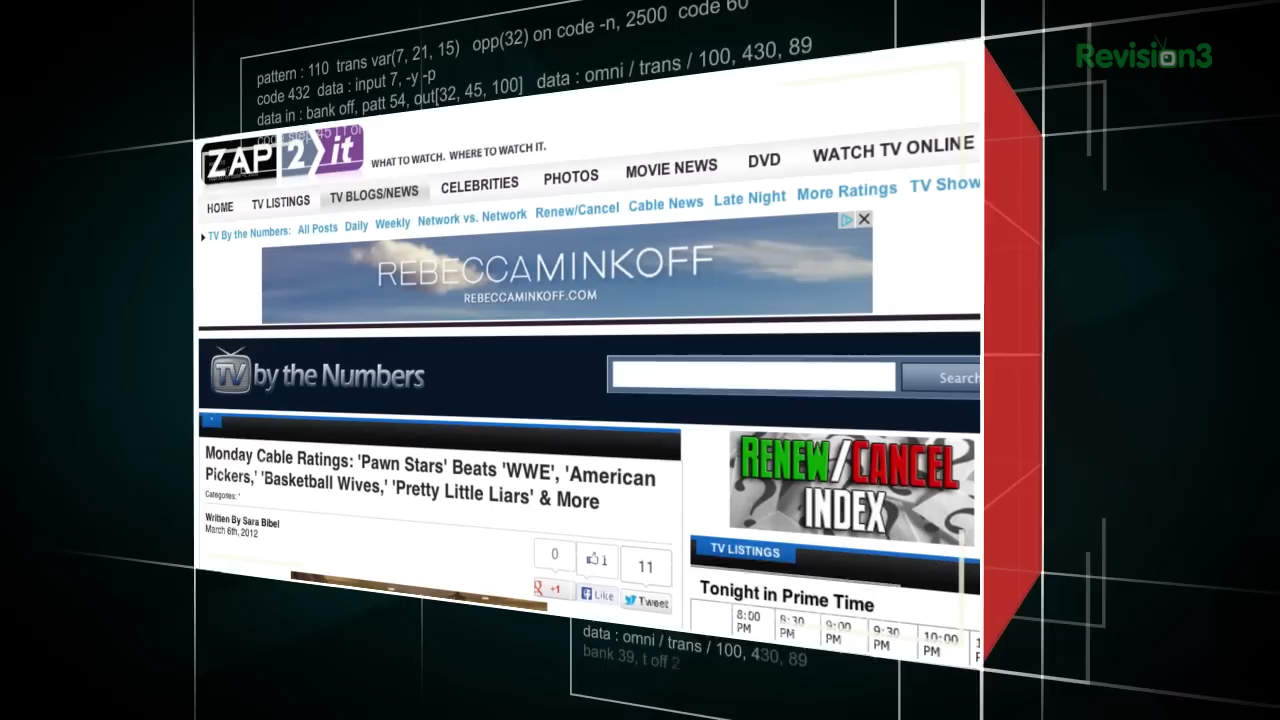 pattern : 110 trans var(7, 21, 15) opp(32) on code -n, 2500 code 60
code 432 data : input 7, -y -p
data in : bank off, patt 54, out[32, 45, 100] data : omni / trans / 100, 430, 89
Revision3
ZAP2it
WHAT TO WATCH. WHERE TO WATCH IT.
HOME TV LISTINGS TV BLOGS/NEWS CELEBRITIES PHOTOS MOVIE NEWS DVD WATCH TV ONLINE
TV By the Numbers: All Posts Daily Weekly Network vs. Network Renew/Cancel Cable News Late Night More Ratings TV Show
REBECCAMINKOFF
REBECCAMINKOFF.COM
TV by the Numbers
Search
Monday Cable Ratings: 'Pawn Stars' Beats 'WWE', 'American
Pickers,' 'Basketball Wives,' 'Pretty Little Liars' & More
Categories: '
Written By Sara Bibel
March 6th, 2012
0 1 11
+1 Like Tweet
RENEW/CANCEL
INDEX
TV LISTINGS
Tonight in Prime Time
8:00 PM 8:30 PM 9:00 PM 9:30 PM 10:00 PM
data : omni / trans / 100, 430, 89
bank 39, t off 2